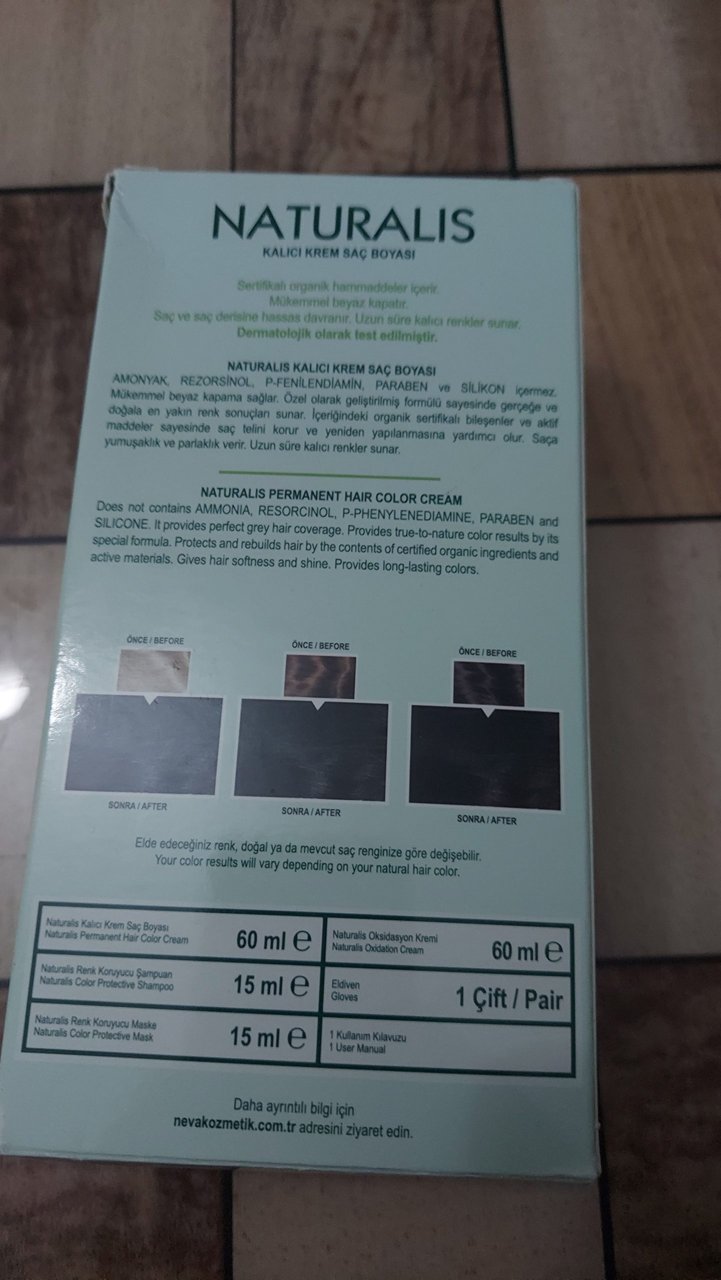 NATURALIS
KALICI KREM SAÇ BOYASI
Sertifikalı organik hammaddeler içerir.
Mükemmel beyaz kapatır.
Saç ve saç derisine hassas davranır. Uzun süre kalıcı renkler sunar.
Dermatolojik olarak test edilmiştir.
NATURALIS KALICI KREM SAÇ BOYASI
AMONYAK, REZORSİNOL, P-FENİLENDİAMİN, PARABEN ve SİLİKON içermez.
Mükemmel beyaz kapama sağlar. Özel olarak geliştirilmiş formülü sayesinde gerçeğe ve
doğala en yakın renk sonuçları sunar. İçeriğindeki organik sertifikalı bileşenler ve aktif
maddeler sayesinde saç telini korur ve yeniden yapılanmasına yardımcı olur. Saça
yumuşaklık ve parlaklık verir. Uzun süre kalıcı renkler sunar.
NATURALIS PERMANENT HAIR COLOR CREAM
Does not contains AMMONIA, RESORCINOL, P-PHENYLENEDIAMINE, PARABEN and
SILICONE. It provides perfect grey hair coverage. Provides true-to-nature color results by its
special formula. Protects and rebuilds hair by the contents of certified organic ingredients and
active materials. Gives hair softness and shine. Provides long-lasting colors.
ÖNCE / BEFORE
ÖNCE / BEFORE
ÖNCE / BEFORE
SONRA / AFTER
SONRA / AFTER
SONRA / AFTER
Elde edeceğiniz renk, doğal ya da mevcut saç renginize göre değişebilir.
Your color results will vary depending on your natural hair color.
Naturalis Kalıcı Krem Saç Boyası
Naturalis Permanent Hair Color Cream
60 ml ℮
Naturalis Oksidasyon Kremi
Naturalis Oxidation Cream
60 ml ℮
Naturalis Renk Koruyucu Şampuan
Naturalis Color Protective Shampoo
15 ml ℮
Eldiven
Gloves
1 Çift / Pair
Naturalis Renk Koruyucu Maske
Naturalis Color Protective Mask
15 ml ℮
1 Kullanım Kılavuzu
1 User Manual
Daha ayrıntılı bilgi için
nevakozmetik.com.tr adresini ziyaret edin.